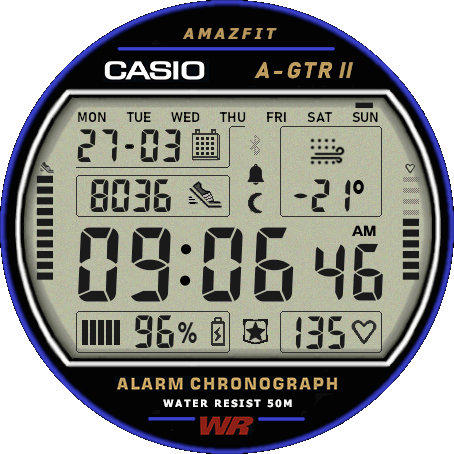 AMAZFIT
CASIO A-GTR II
MON TUE WED THU FRI SAT SUN
27-03
8036 -21°
AM
09:06 46
96% 135
ALARM CHRONOGRAPH
WATER RESIST 50M
WR